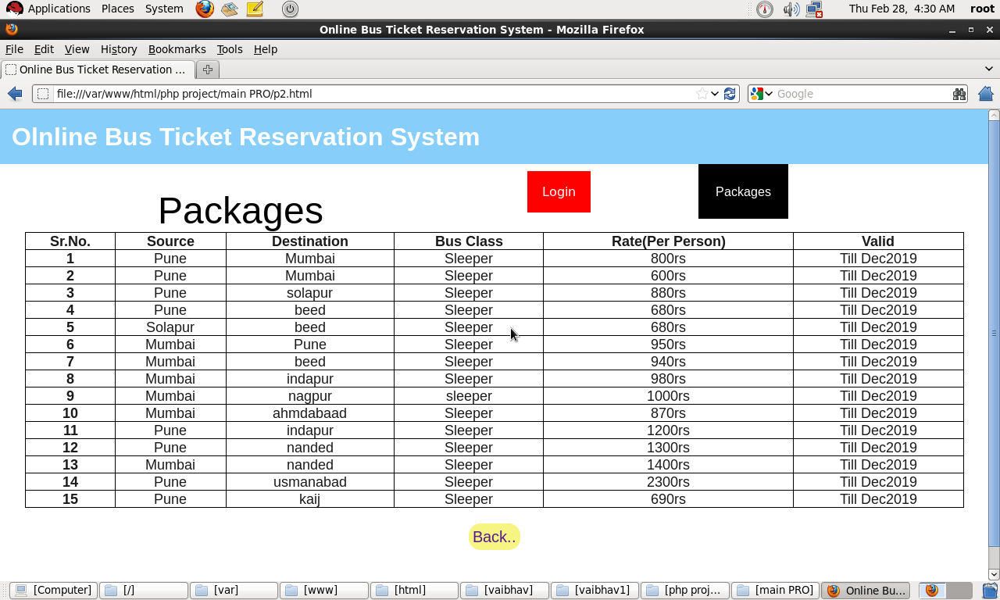 Applications Places System Thu Feb 28, 4:30 AM root
Online Bus Ticket Reservation System - Mozilla Firefox
File Edit View History Bookmarks Tools Help
Online Bus Ticket Reservation ...
file:///var/www/html/php project/main PRO/p2.html Google
OInline Bus Ticket Reservation System
Login Packages
Packages
Sr.No. Source Destination Bus Class Rate(Per Person) Valid
1 Pune Mumbai Sleeper 800rs Till Dec2019
2 Pune Mumbai Sleeper 600rs Till Dec2019
3 Pune solapur Sleeper 880rs Till Dec2019
4 Pune beed Sleeper 680rs Till Dec2019
5 Solapur beed Sleeper 680rs Till Dec2019
6 Mumbai Pune Sleeper 950rs Till Dec2019
7 Mumbai beed Sleeper 940rs Till Dec2019
8 Mumbai indapur Sleeper 980rs Till Dec2019
9 Mumbai nagpur sleeper 1000rs Till Dec2019
10 Mumbai ahmdabaad Sleeper 870rs Till Dec2019
11 Pune indapur Sleeper 1200rs Till Dec2019
12 Pune nanded Sleeper 1300rs Till Dec2019
13 Mumbai nanded Sleeper 1400rs Till Dec2019
14 Pune usmanabad Sleeper 2300rs Till Dec2019
15 Pune kaij Sleeper 690rs Till Dec2019
Back..
[Computer] [/] [var] [www] [html] [vaibhav] [vaibhav1] [php proj... [main PRO] Online Bu...